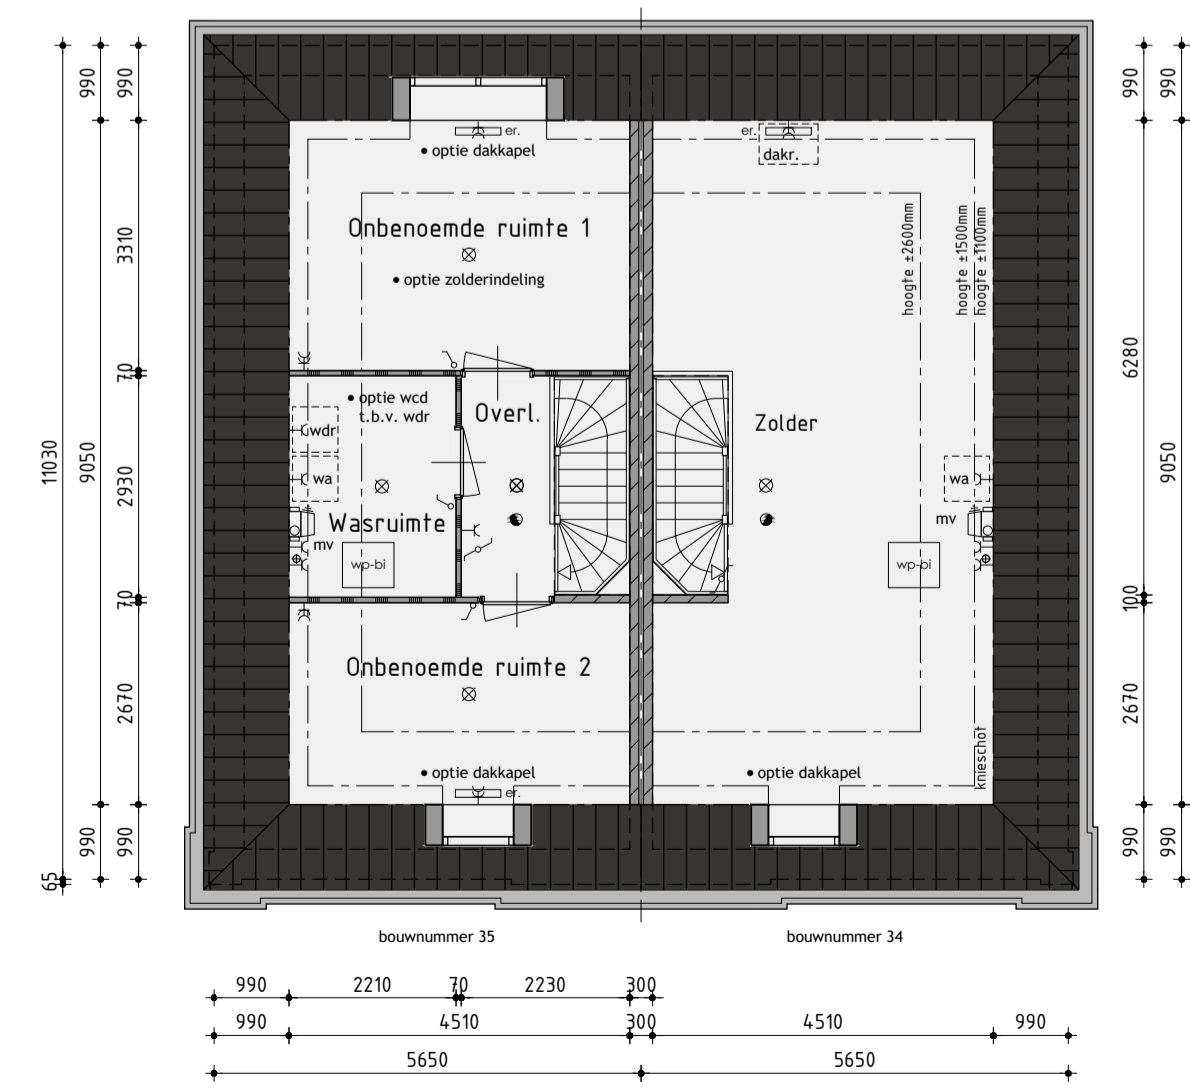 990
990
11030
9050
3310
70
2930
70
2670
990
990
65
er.
• optie dakkapel
Onbenoemde ruimte 1
• optie zolderindeling
• optie wcd
t.b.v. wdr
wdr
wa
Wasruimte
mv
wp-bi
Overl.
Onbenoemde ruimte 2
• optie dakkapel
er.
er.
dakr.
hoogte ±2600mm
hoogte ±1500mm
hoogte ±1100mm
Zolder
wa
mv
wp-bi
• optie dakkapel
knieschot
990
990
6280
9050
100
2670
990
990
bouwnummer 35
bouwnummer 34
990 2210 70 2230 300
990 4510 300 4510 990
5650 5650